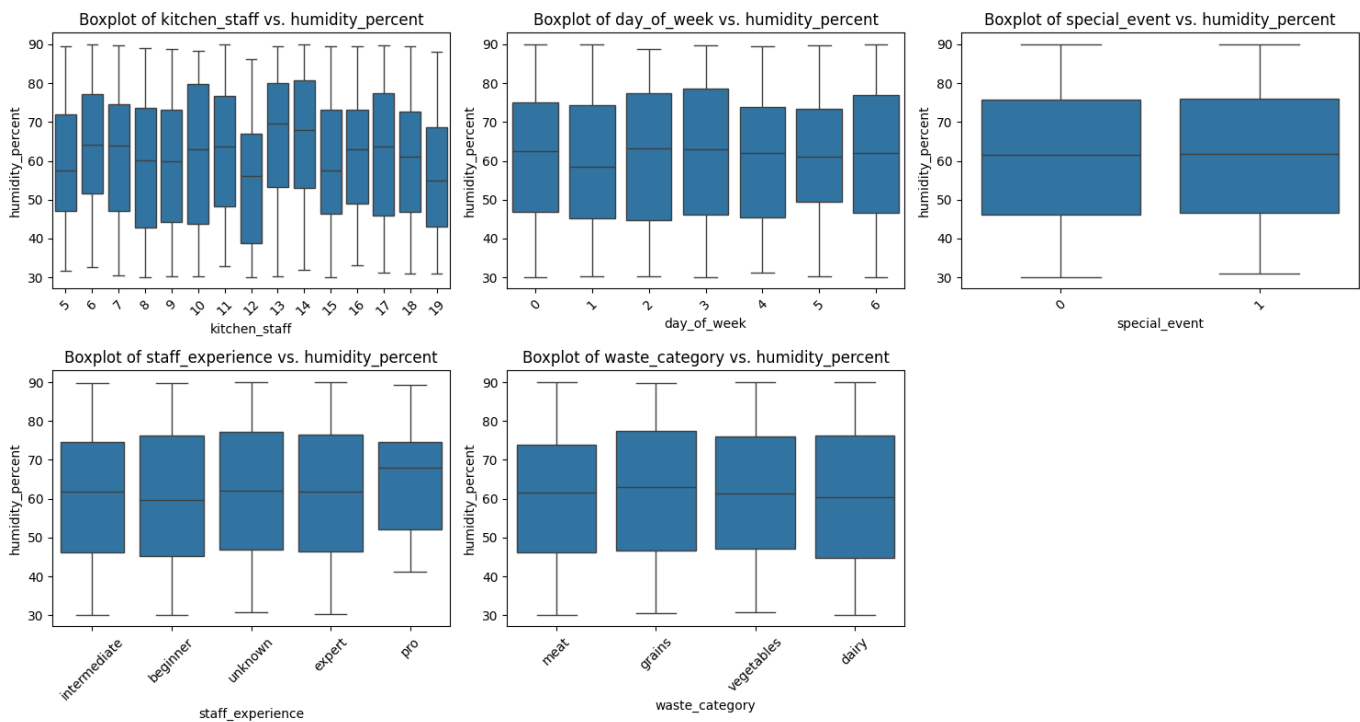 Boxplot of kitchen_staff vs. humidity_percent
humidity_percent
90
80
70
60
50
40
30
5 6 7 8 9 10 11 12 13 14 15 16 17 18 19
kitchen_staff
Boxplot of day_of_week vs. humidity_percent
humidity_percent
90
80
70
60
50
40
30
0 1 2 3 4 5 6
day_of_week
Boxplot of special_event vs. humidity_percent
humidity_percent
90
80
70
60
50
40
30
0 1
special_event
Boxplot of staff_experience vs. humidity_percent
humidity_percent
90
80
70
60
50
40
30
intermediate beginner unknown expert pro
staff_experience
Boxplot of waste_category vs. humidity_percent
humidity_percent
90
80
70
60
50
40
30
meat grains vegetables dairy
waste_category